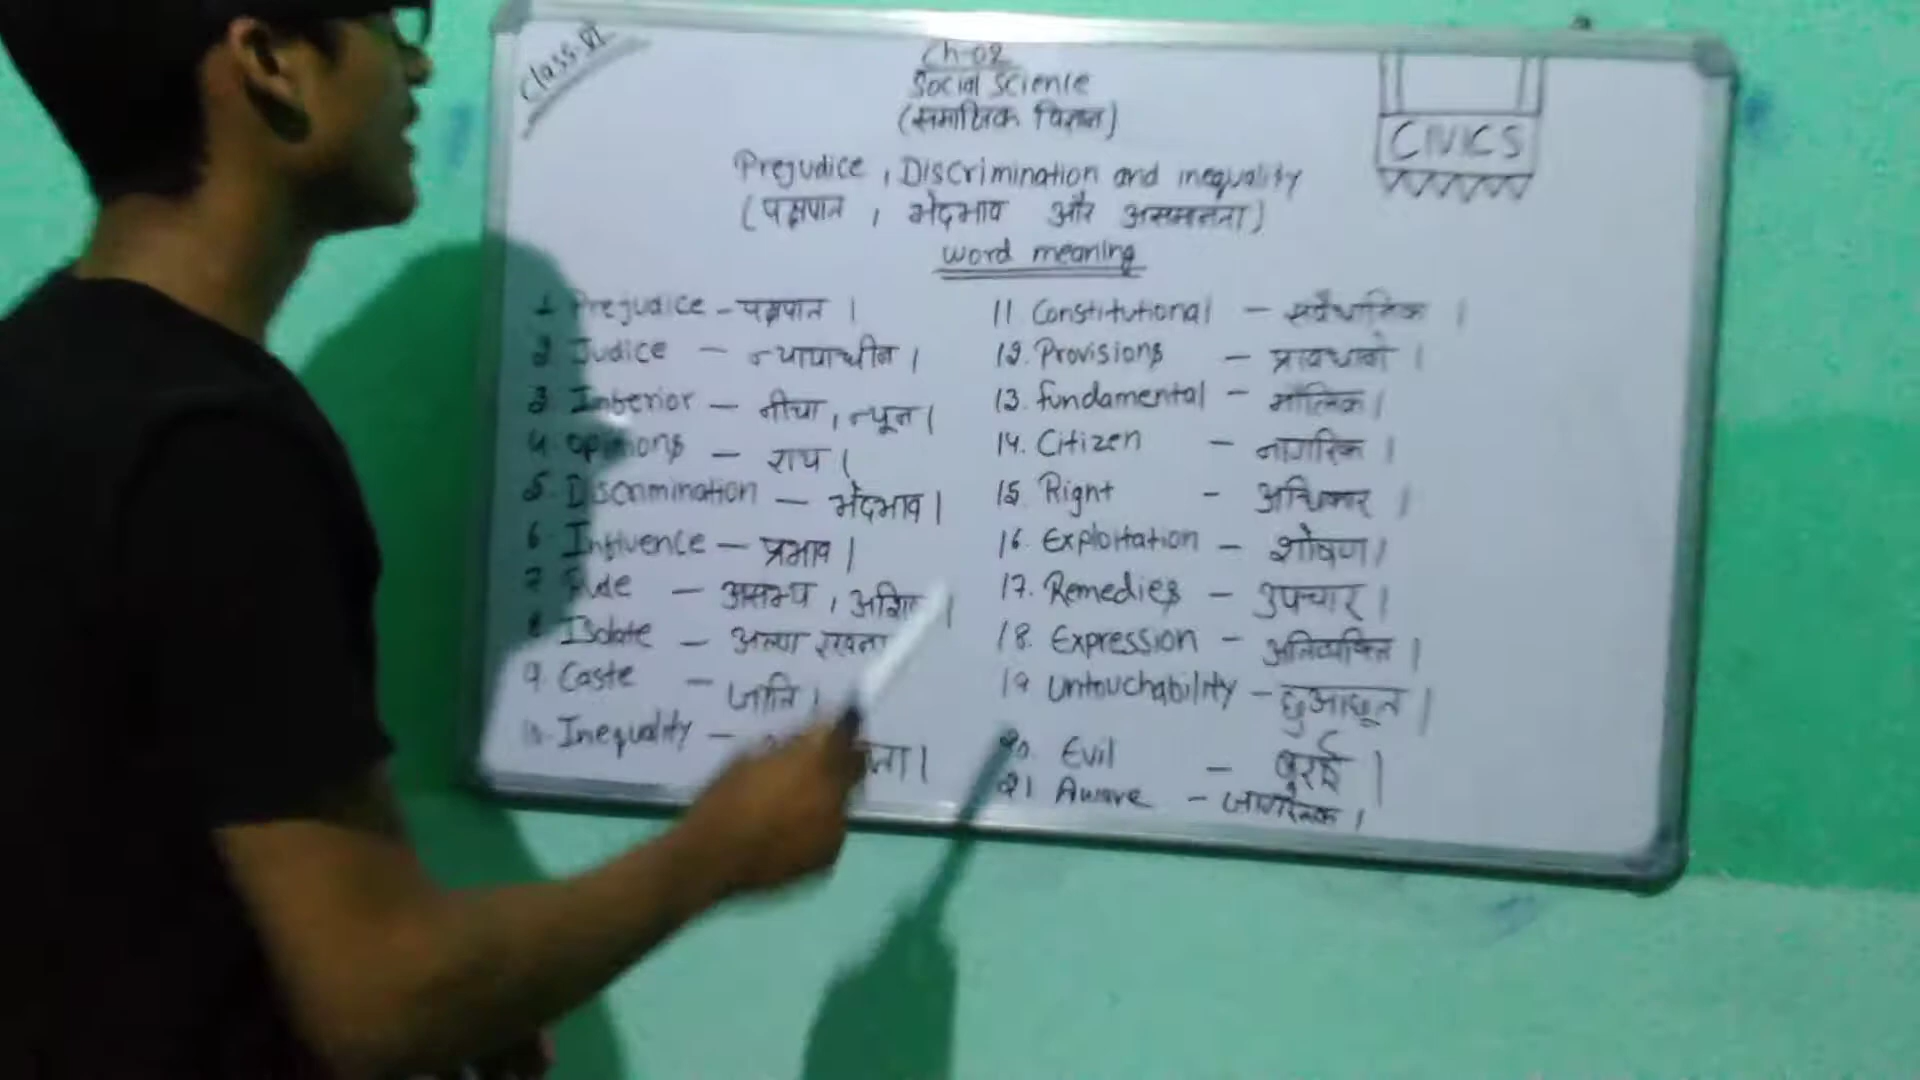 Class-VI
Ch-02
Social Science
(समाजिक विज्ञान)
CIVICS
Prejudice, Discrimination and inequality
(पक्षपात, भेदभाव और असमानता)
word meaning
1. Prejudice - पक्षपात ।
2. Judice - न्यायाधीन ।
3. Inferior - नीचा, न्यून ।
4. opinions - राय ।
5. Discrimination - भेदभाव ।
6. Influence - प्रभाव ।
7. Rude - असभ्य,
8. Isolate - अलग रखना
9. Caste - जाति ।
10. Inequality -
11 Constitutional - सवैधानिक ।
12. Provisions - प्रावधानो ।
13. fundamental - मौलिक ।
14. Citizen - नागरिक ।
15. Right - अधिकार ।
16. Exploitation - शोषण ।
17. Remedies - उपचार ।
18. Expression - अभिव्यक्ति ।
19 Untouchability - छुआछूत ।
20. Evil - बुराई ।
21 Aware - जागरूक ।